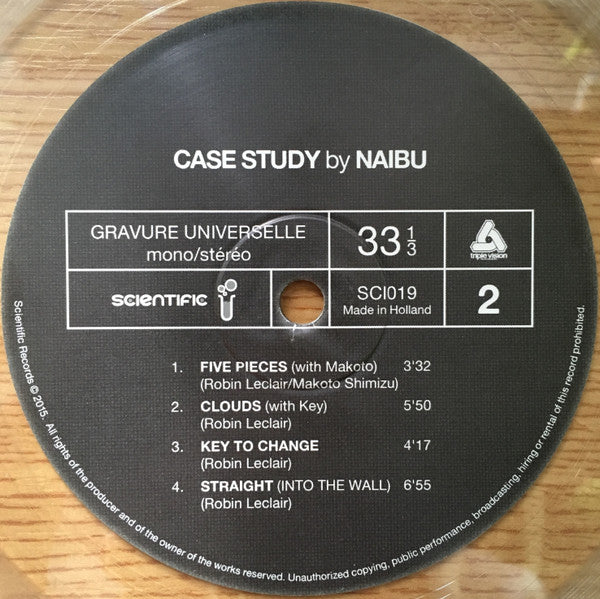 CASE STUDY by NAIBU
GRAVURE UNIVERSELLE
mono/stéréo
33 1/3
triple vision
SCIENTIFIC
SCI019
Made in Holland
2
1. FIVE PIECES (with Makoto) 3'32
(Robin Leclair/Makoto Shimizu)
2. CLOUDS (with Key) 5'50
(Robin Leclair)
3. KEY TO CHANGE 4'17
(Robin Leclair)
4. STRAIGHT (INTO THE WALL) 6'55
(Robin Leclair)
Scientific Records © 2015. All rights of the producer and of the owner of the works reserved. Unauthorized copying, public performance, broadcasting, hiring or rental of this record prohibited.